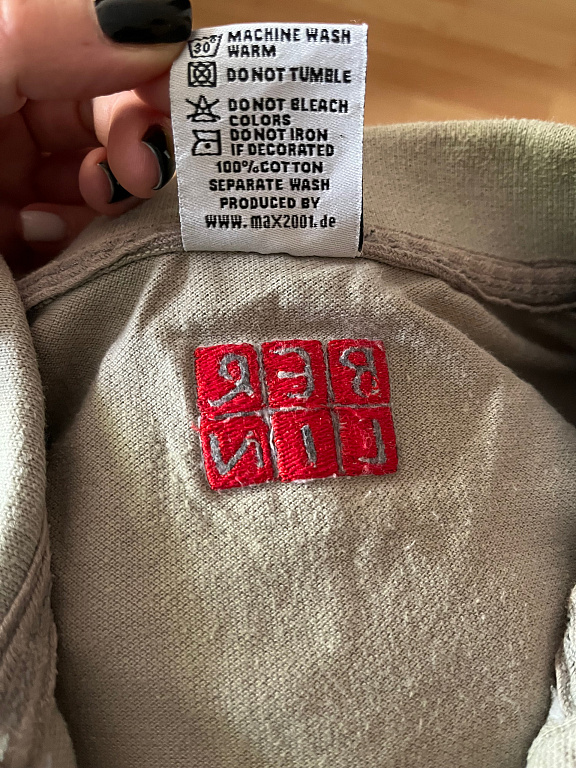 30°
MACHINE WASH
WARM
DO NOT TUMBLE
DO NOT BLEACH
COLORS
DO NOT IRON
IF DECORATED
100% COTTON
SEPARATE WASH
PRODUCED BY
WWW.max2001.de
BER
LIN